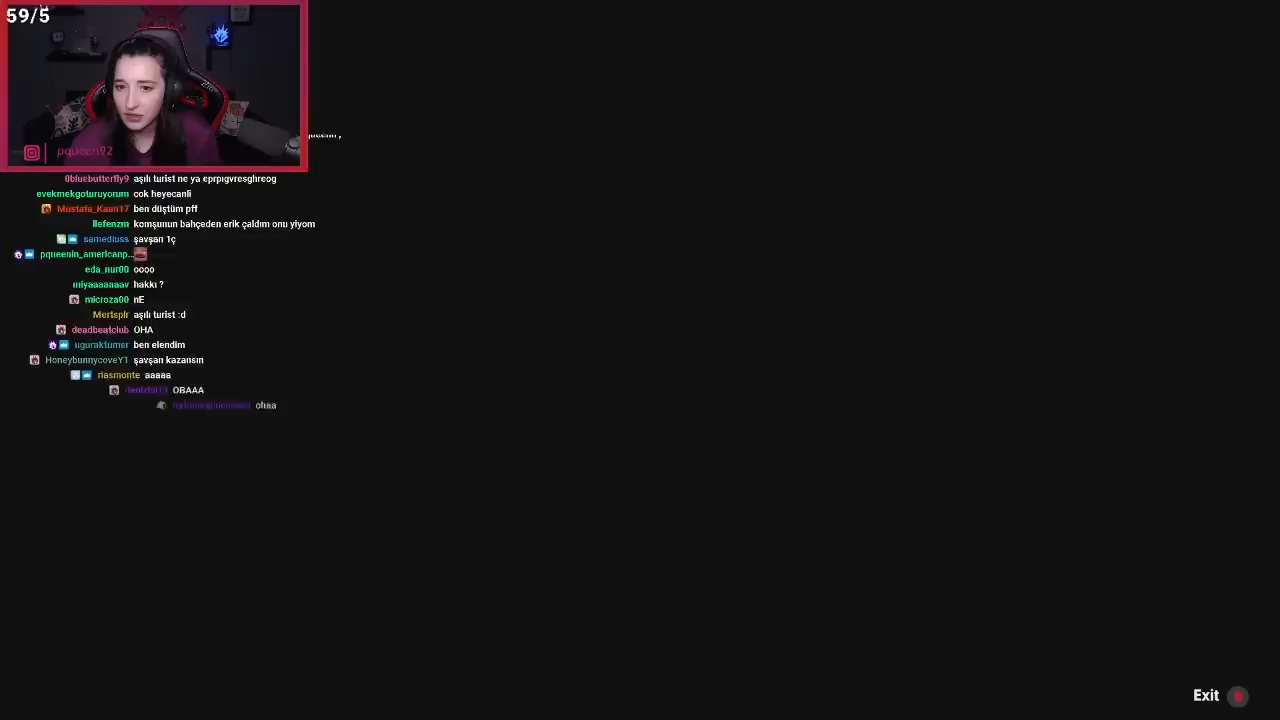 59/5
pqueen92
0bluebutterfly9 aşılı turist ne ya eprpıgvresghreog
evekmekgoturuyorum cok heyecanli
Mustafa_Kaan17 ben düştüm pff
llefenzm komşunun bahçeden erik çaldım onu yiyom
samediuss şavşan 1ç
pqueenin_americanp...
eda_nur00 oooo
miyaaaaaaav hakkı ?
microza00 nE
Mertsplr aşılı turist :d
deadbeatclub OHA
uguraktumer ben elendim
HoneybunnycoveYT şavşan kazansın
riasmonte aaaaa
OBAAA
ohaa
Exit